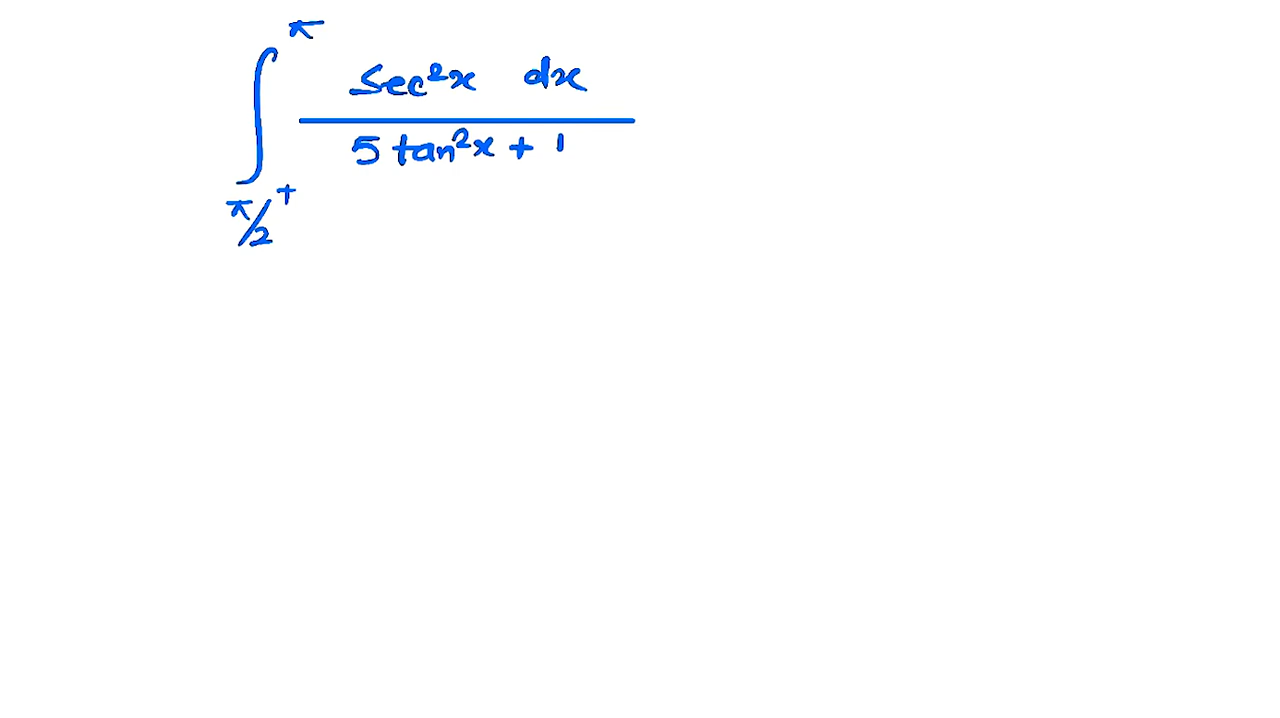 ∫_{π/2⁺}^{π} sec²x dx / (5 tan²x + 1)